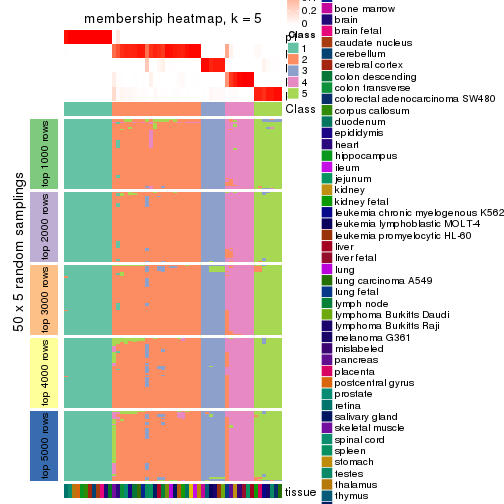 membership heatmap, k = 5
0.2
0
Class
1
2
3
4
5
Class
50 x 5 random samplings
top 1000 rows
top 2000 rows
top 3000 rows
top 4000 rows
top 5000 rows
tissue
bone marrow
brain
brain fetal
caudate nucleus
cerebellum
cerebral cortex
colon descending
colon transverse
colorectal adenocarcinoma SW480
corpus callosum
duodenum
epididymis
heart
hippocampus
ileum
jejunum
kidney
kidney fetal
leukemia chronic myelogenous K562
leukemia lymphoblastic MOLT-4
leukemia promyelocytic HL-60
liver
liver fetal
lung
lung carcinoma A549
lung fetal
lymph node
lymphoma Burkitts Daudi
lymphoma Burkitts Raji
melanoma G361
mislabeled
pancreas
placenta
postcentral gyrus
prostate
retina
salivary gland
skeletal muscle
spinal cord
spleen
stomach
testes
thalamus
thymus